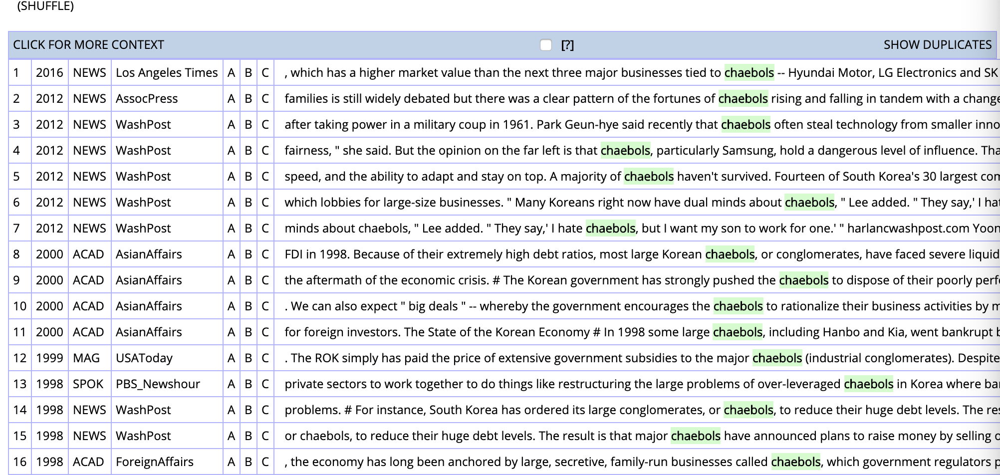 (SHUFFLE)
CLICK FOR MORE CONTEXT [?] SHOW DUPLICATES
1 2016 NEWS Los Angeles Times A B C , which has a higher market value than the next three major businesses tied to chaebols -- Hyundai Motor, LG Electronics and SK
2 2012 NEWS AssocPress A B C families is still widely debated but there was a clear pattern of the fortunes of chaebols rising and falling in tandem with a change
3 2012 NEWS WashPost A B C after taking power in a military coup in 1961. Park Geun-hye said recently that chaebols often steal technology from smaller inno
4 2012 NEWS WashPost A B C fairness, " she said. But the opinion on the far left is that chaebols, particularly Samsung, hold a dangerous level of influence. Tha
5 2012 NEWS WashPost A B C speed, and the ability to adapt and stay on top. A majority of chaebols haven't survived. Fourteen of South Korea's 30 largest com
6 2012 NEWS WashPost A B C which lobbies for large-size businesses. " Many Koreans right now have dual minds about chaebols, " Lee added. " They say,' I hat
7 2012 NEWS WashPost A B C minds about chaebols, " Lee added. " They say,' I hate chaebols, but I want my son to work for one.' " harlancwashpost.com Yoon
8 2000 ACAD AsianAffairs A B C FDI in 1998. Because of their extremely high debt ratios, most large Korean chaebols, or conglomerates, have faced severe liquid
9 2000 ACAD AsianAffairs A B C the aftermath of the economic crisis. # The Korean government has strongly pushed the chaebols to dispose of their poorly perf
10 2000 ACAD AsianAffairs A B C . We can also expect " big deals " -- whereby the government encourages the chaebols to rationalize their business activities by m
11 2000 ACAD AsianAffairs A B C for foreign investors. The State of the Korean Economy # In 1998 some large chaebols, including Hanbo and Kia, went bankrupt b
12 1999 MAG USAToday A B C . The ROK simply has paid the price of extensive government subsidies to the major chaebols (industrial conglomerates). Despite
13 1998 SPOK PBS_Newshour A B C private sectors to work together to do things like restructuring the large problems of over-leveraged chaebols in Korea where ban
14 1998 NEWS WashPost A B C problems. # For instance, South Korea has ordered its large conglomerates, or chaebols, to reduce their huge debt levels. The res
15 1998 NEWS WashPost A B C or chaebols, to reduce their huge debt levels. The result is that major chaebols have announced plans to raise money by selling o
16 1998 ACAD ForeignAffairs A B C , the economy has long been anchored by large, secretive, family-run businesses called chaebols, which government regulators p